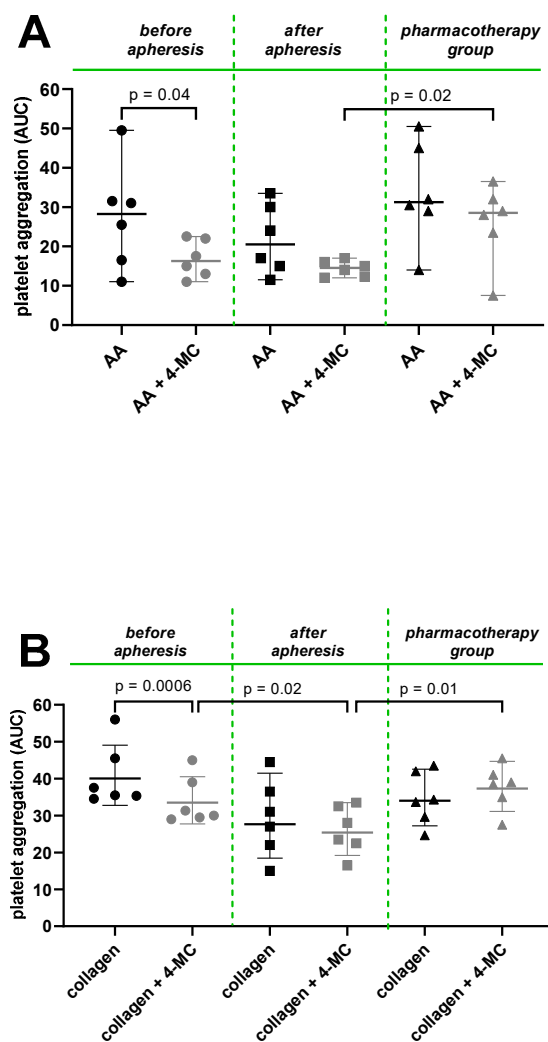 A
before
apheresis
after
apheresis
pharmacotherapy
group
platelet aggregation (AUC)
60
50
40
30
20
10
0
p = 0.04
p = 0.02
AA
AA + 4-MC
AA
AA + 4-MC
AA
AA + 4-MC
B
before
apheresis
after
apheresis
pharmacotherapy
group
platelet aggregation (AUC)
60
50
40
30
20
10
0
p = 0.0006
p = 0.02
p = 0.01
collagen
collagen + 4-MC
collagen
collagen + 4-MC
collagen
collagen + 4-MC